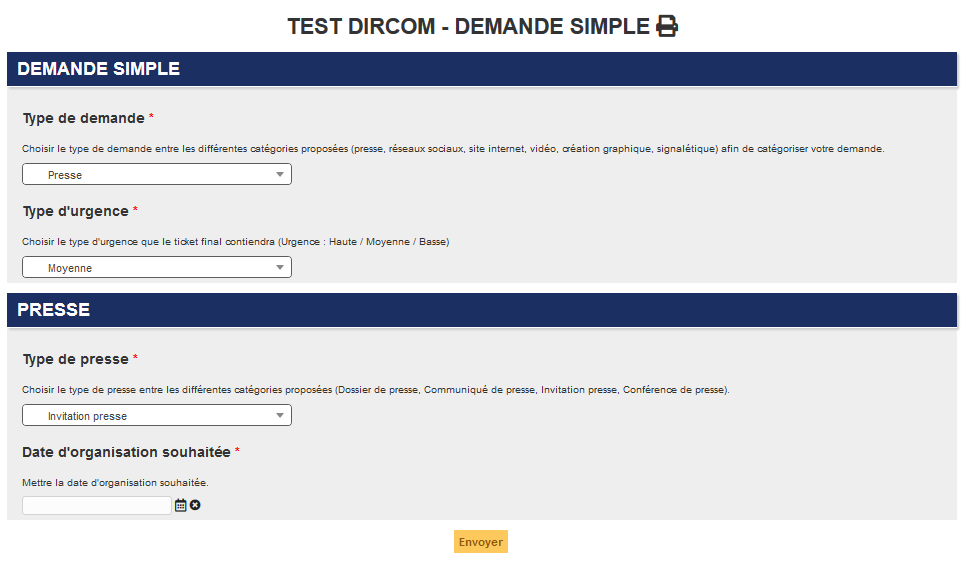 TEST DIRCOM - DEMANDE SIMPLE
DEMANDE SIMPLE
Type de demande *
Choisir le type de demande entre les différentes catégories proposées (presse, réseaux sociaux, site internet, vidéo, création graphique, signalétique) afin de catégoriser votre demande.
Presse
Type d'urgence *
Choisir le type d'urgence que le ticket final contiendra (Urgence : Haute / Moyenne / Basse)
Moyenne
PRESSE
Type de presse *
Choisir le type de presse entre les différentes catégories proposées (Dossier de presse, Communiqué de presse, Invitation presse, Conférence de presse).
Invitation presse
Date d'organisation souhaitée *
Mettre la date d'organisation souhaitée.
Envoyer